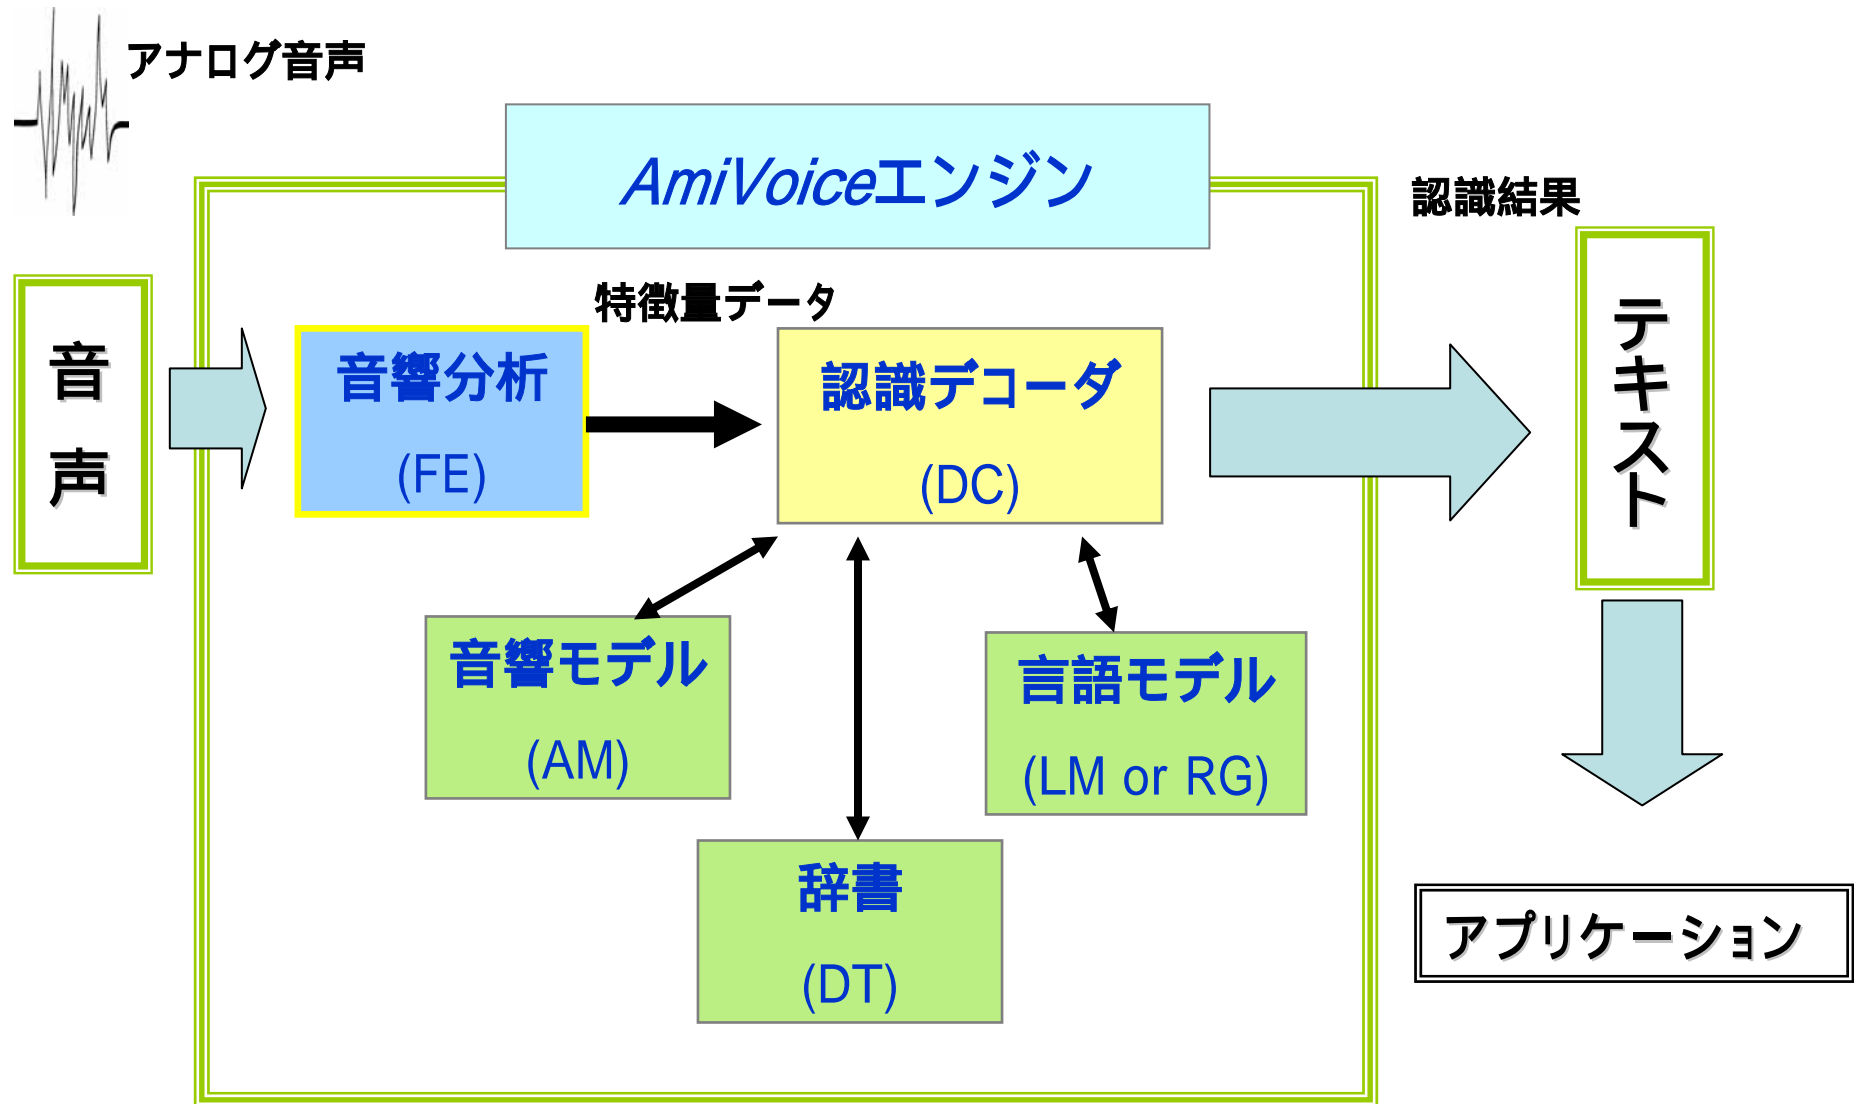 アナログ音声
AmiVoiceエンジン
認識結果
音声
特徴量データ
音響分析
(FE)
認識デコーダ
(DC)
テキスト
音響モデル
(AM)
言語モデル
(LM or RG)
辞書
(DT)
アプリケーション